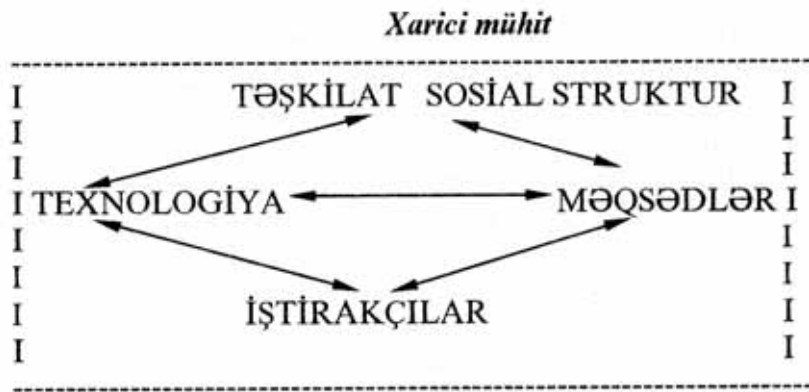 Xarici mühit
TƏŞKİLAT SOSİAL STRUKTUR
TEXNOLOGİYA MƏQSƏDLƏR
İŞTİRAKÇILAR